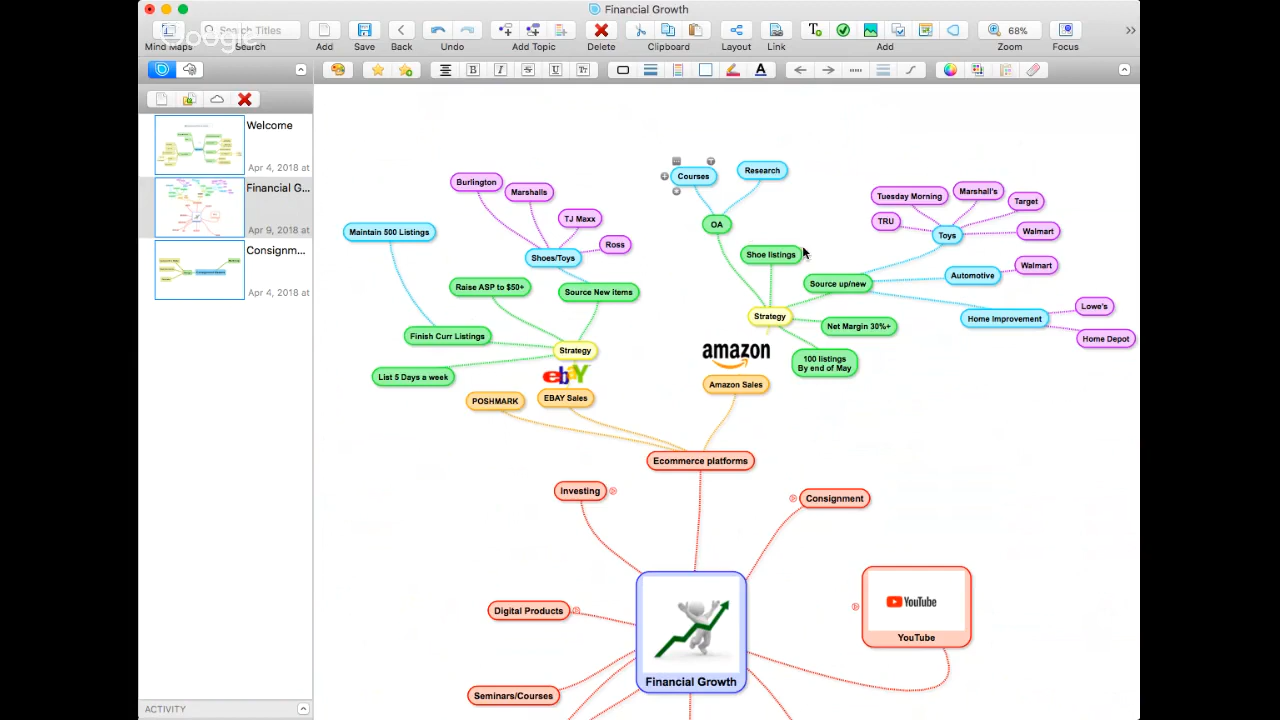 Financial Growth
Google
Search Titles
68%
Mind Maps
Search
Add
Save
Back
Undo
Add Topic
Delete
Clipboard
Layout
Link
Add
Zoom
Focus
Welcome
Apr 4, 2018 at
Financial G...
Apr 9, 2018 at
Consignm...
Apr 4, 2018 at
Courses
Research
Burlington
Marshalls
TJ Maxx
Ross
Maintain 500 Listings
Shoes/Toys
OA
Tuesday Morning
Marshall's
Target
TRU
Toys
Walmart
Shoe listings
Source up/new
Automotive
Walmart
Raise ASP to $50+
Source New items
Strategy
Net Margin 30%+
Home Improvement
Lowe's
Home Depot
Finish Curr Listings
Strategy
100 listings
By end of May
List 5 Days a week
ebay
amazon
POSHMARK
EBAY Sales
Amazon Sales
Ecommerce platforms
Investing
Consignment
Digital Products
YouTube
YouTube
Seminars/Courses
Financial Growth
ACTIVITY